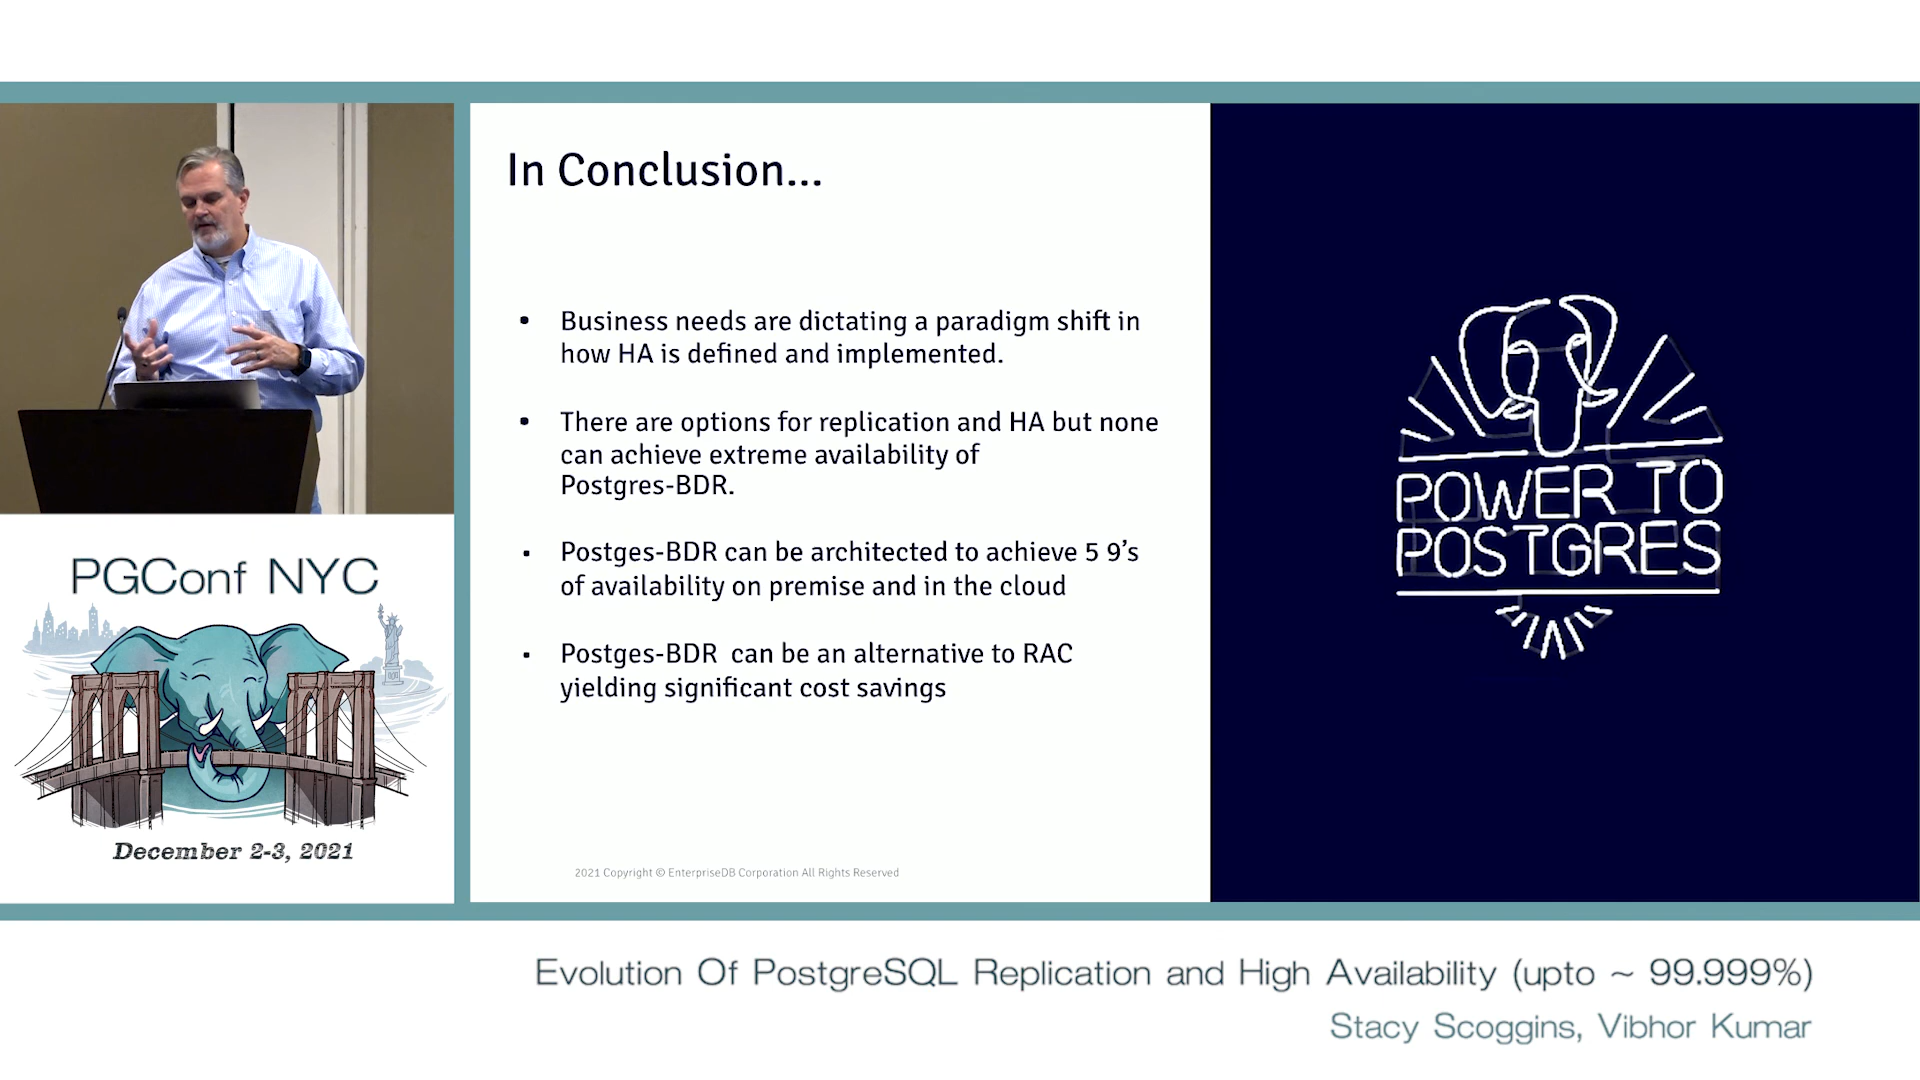 In Conclusion...
• Business needs are dictating a paradigm shift in
how HA is defined and implemented.
• There are options for replication and HA but none
can achieve extreme availability of
Postgres-BDR.
• Postges-BDR can be architected to achieve 5 9’s
of availability on premise and in the cloud
• Postges-BDR can be an alternative to RAC
yielding significant cost savings
2021 Copyright © EnterpriseDB Corporation All Rights Reserved
POWER TO
POSTGRES
PGConf NYC
December 2-3, 2021
Evolution Of PostgreSQL Replication and High Availability (upto ~ 99.999%)
Stacy Scoggins, Vibhor Kumar